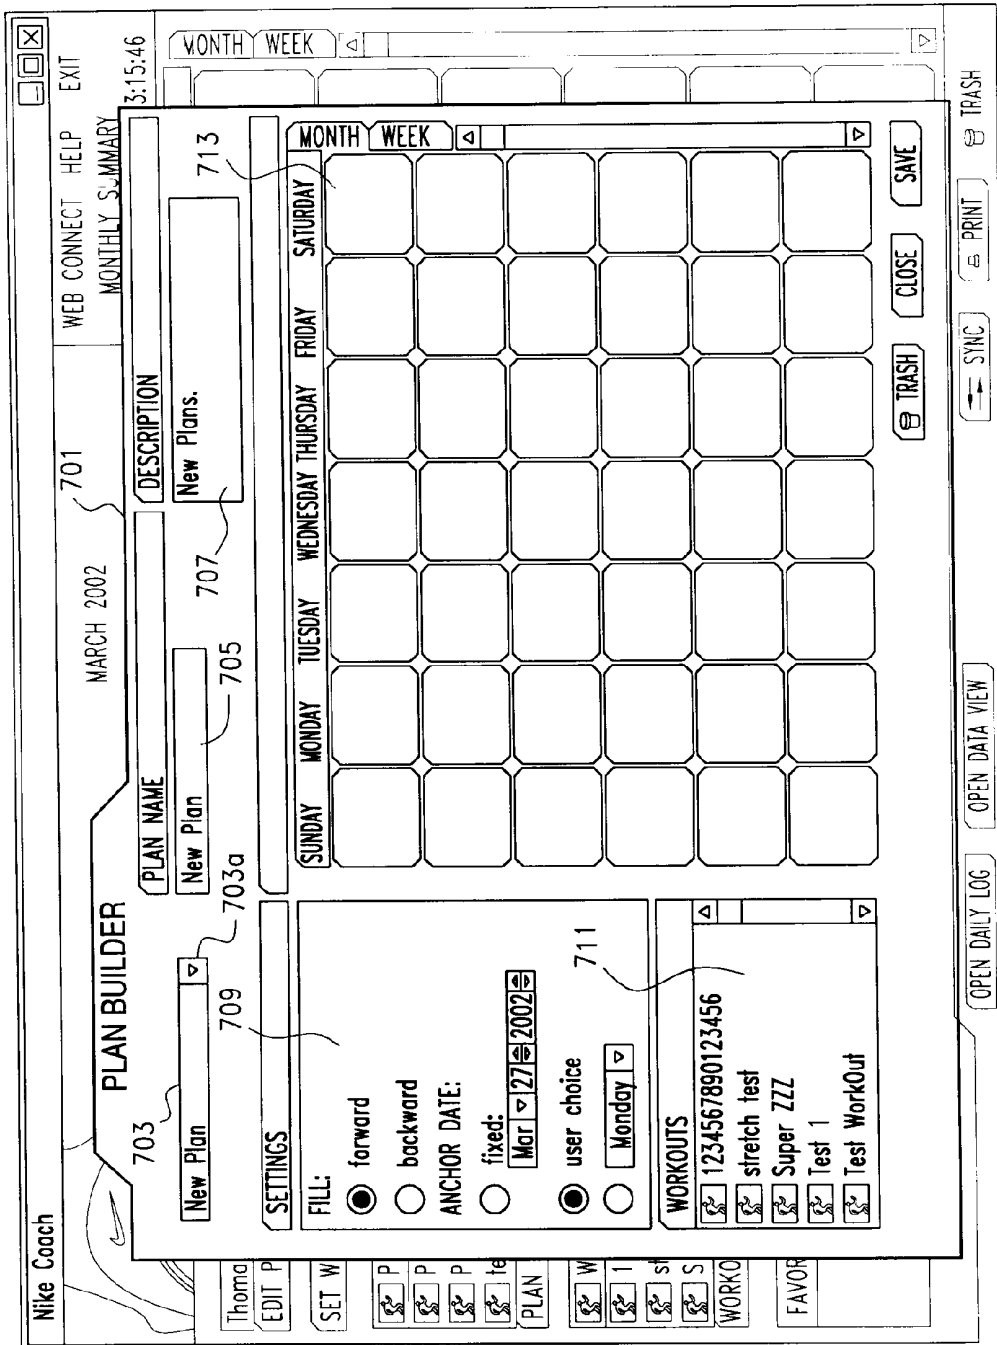 Nike Coach
WEB CONNECT HELP EXIT
MARCH 2002
MONTHLY SUMMARY
3:15:46
701
PLAN BUILDER
703
PLAN NAME
DESCRIPTION
New Plan
New Plan
New Plans.
703a
705
707
713
SETTINGS
709
FILL:
forward
backward
ANCHOR DATE:
fixed:
Mar 27 2002
user choice
Monday
711
WORKOUTS
1234567890123456
stretch test
Super ZZZ
Test 1
Test WorkOut
SUNDAY MONDAY TUESDAY WEDNESDAY THURSDAY FRIDAY SATURDAY
MONTH
WEEK
TRASH CLOSE SAVE
MONTH
WEEK
Thoma
EDIT P
SET W
P
P
P
te
PLAN
W
1
st
S
WORKO
FAVOR
OPEN DAILY LOG OPEN DATA VIEW SYNC PRINT TRASH